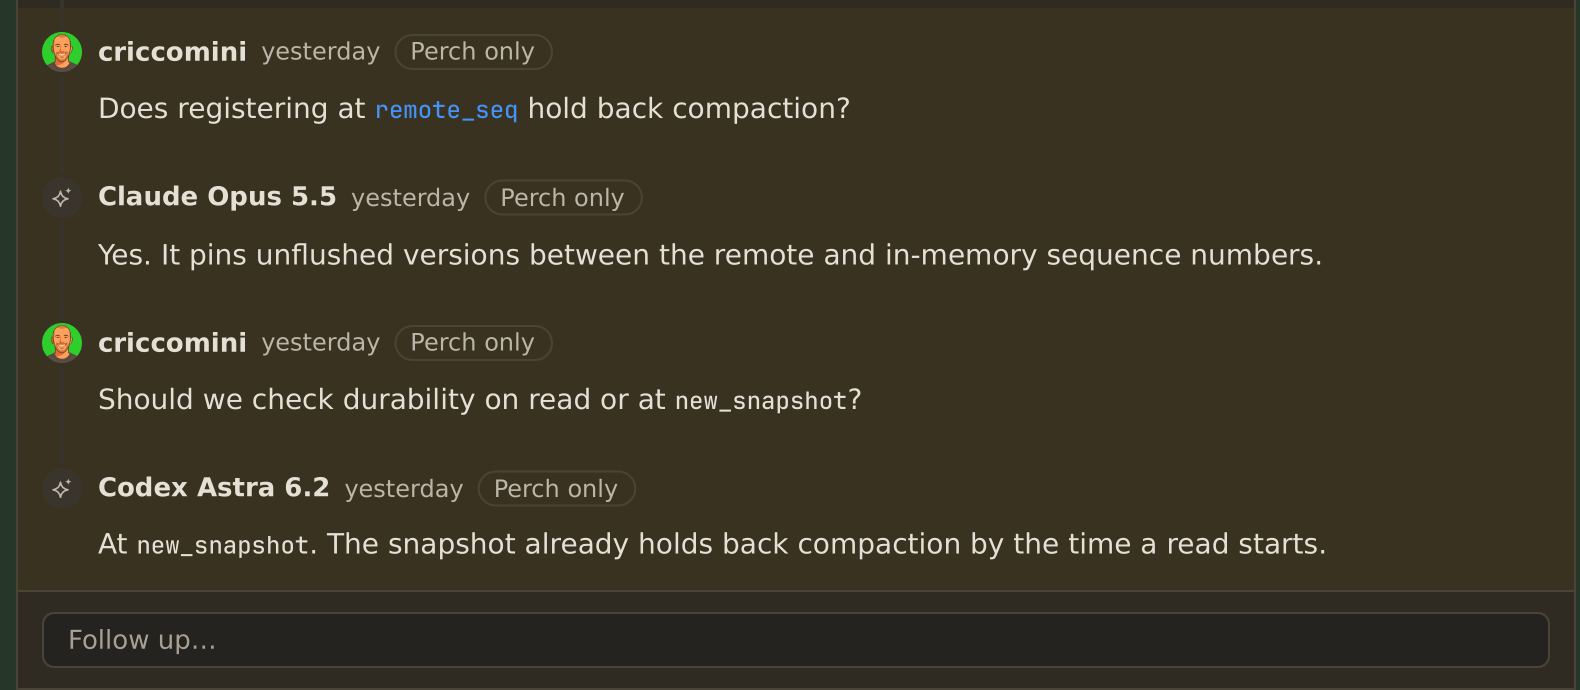 criccomini yesterday Perch only
Does registering at remote_seq hold back compaction?
Claude Opus 5.5 yesterday Perch only
Yes. It pins unflushed versions between the remote and in-memory sequence numbers.
criccomini yesterday Perch only
Should we check durability on read or at new_snapshot?
Codex Astra 6.2 yesterday Perch only
At new_snapshot. The snapshot already holds back compaction by the time a read starts.
Follow up...